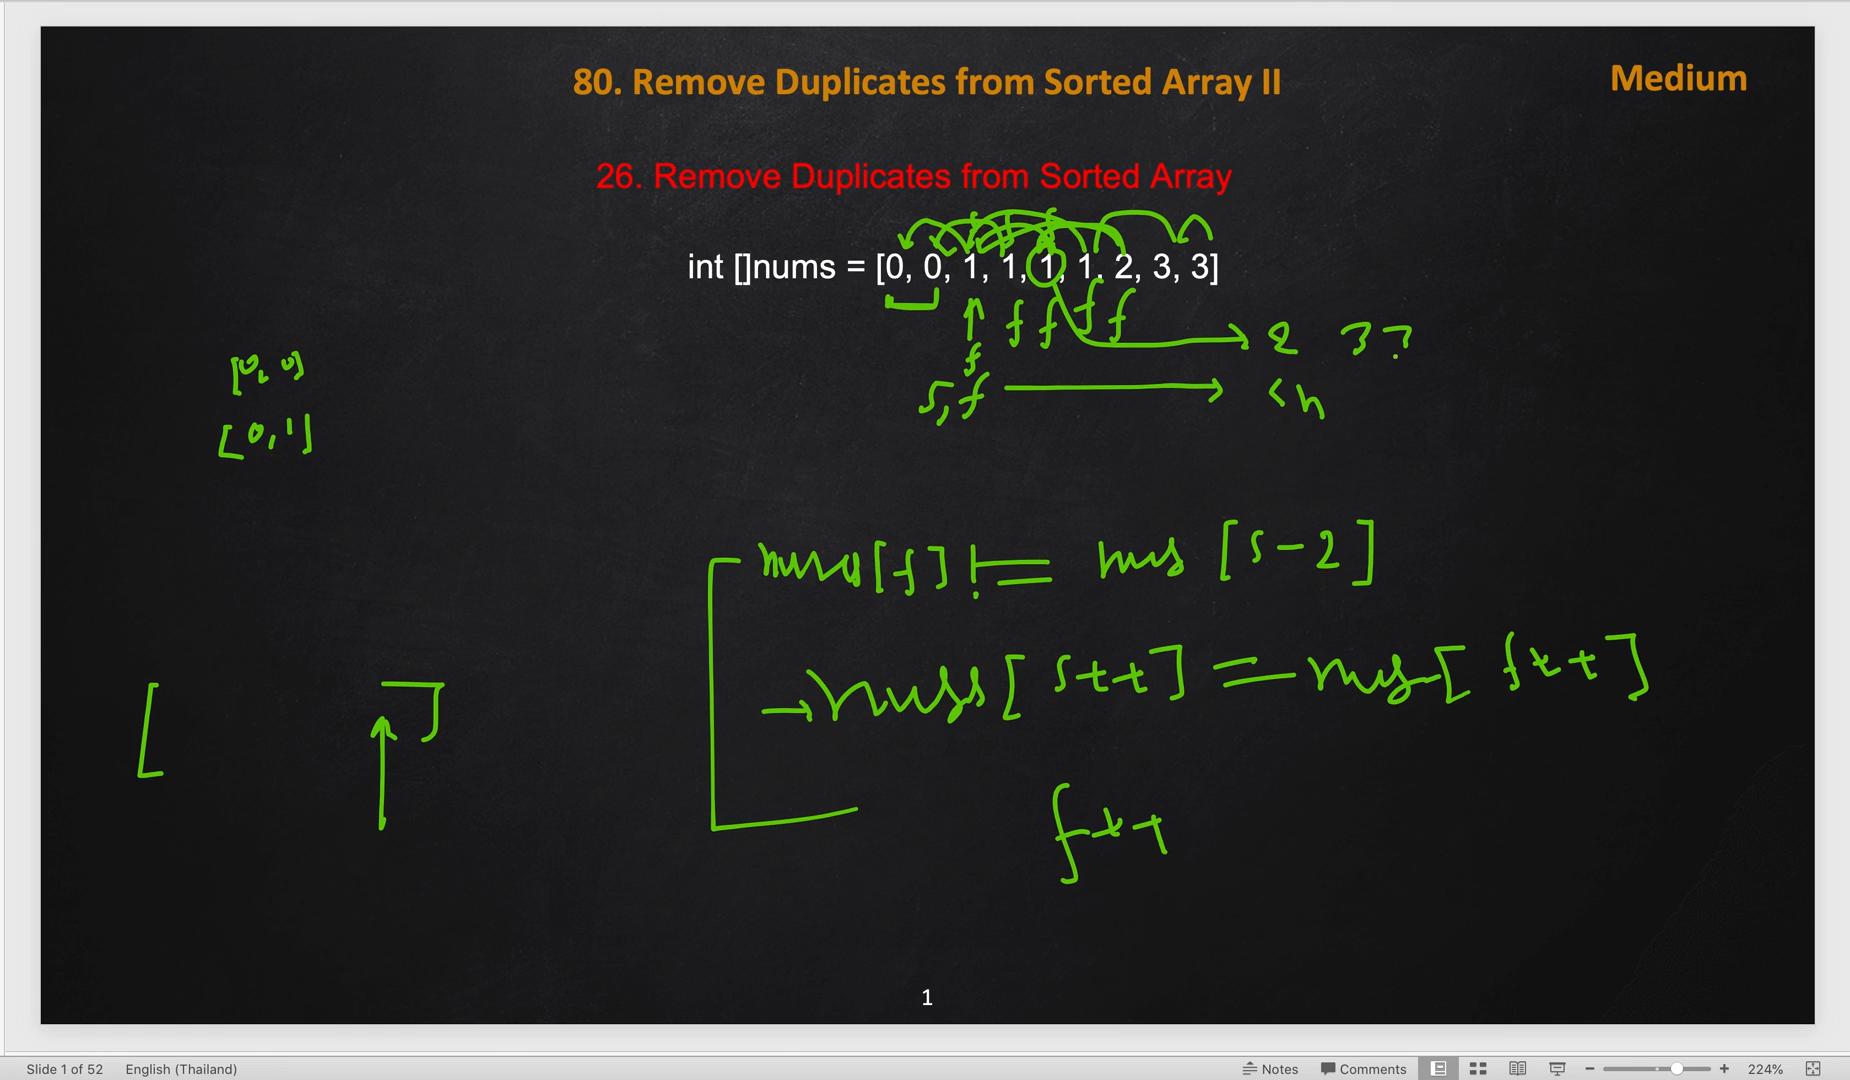 80. Remove Duplicates from Sorted Array II
Medium
26. Remove Duplicates from Sorted Array
int []nums = [0, 0, 1, 1, 1, 1, 2, 3, 3]
f f f f
2 3?
f
s,f
<n
[0, 0]
[0, 1]
nums[f] != nums[s-2]
nums[s++] = nums[f++]
[ ]
f++
1
Slide 1 of 52
English (Thailand)
Notes
Comments
224%